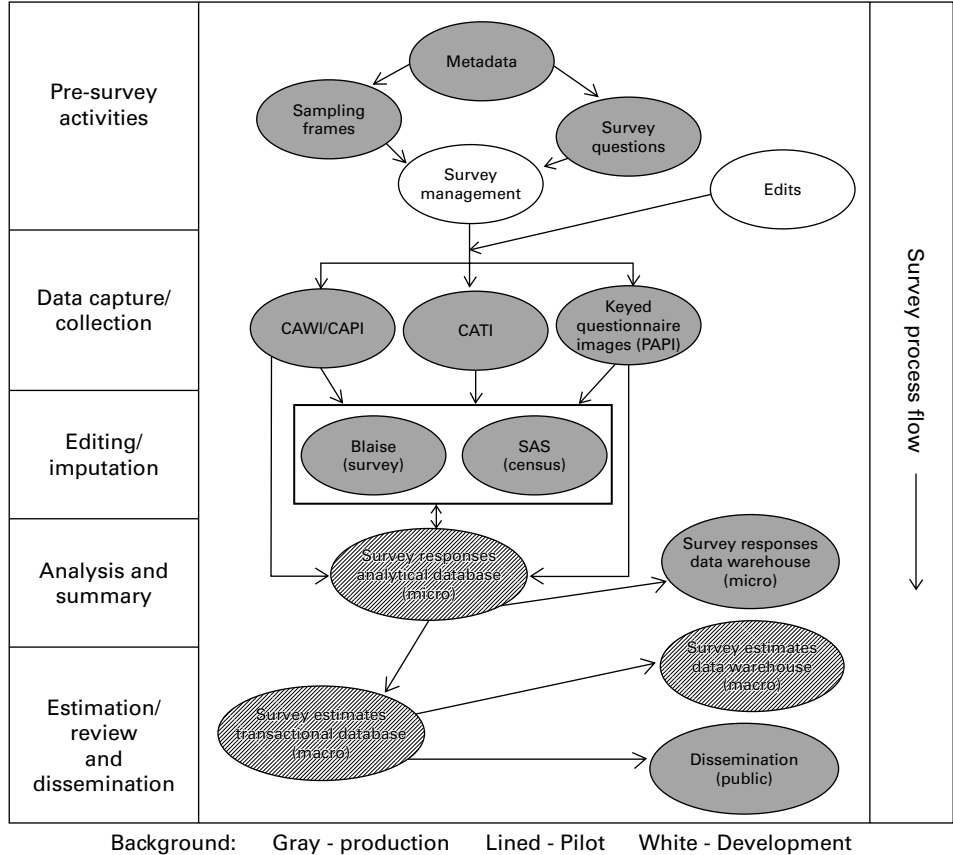 Pre-survey
activities
Metadata
Sampling
frames
Survey
questions
Survey
management
Edits
Data capture/
collection
CAWI/CAPI
CATI
Keyed
questionnaire
images (PAPI)
Editing/
imputation
Blaise
(survey)
SAS
(census)
Analysis and
summary
Survey responses
analytical database
(micro)
Survey responses
data warehouse
(micro)
Estimation/
review
and
dissemination
Survey estimates
transactional database
(macro)
Survey estimates
data warehouse
(macro)
Dissemination
(public)
Survey process flow
Background: Gray - production Lined - Pilot White - Development